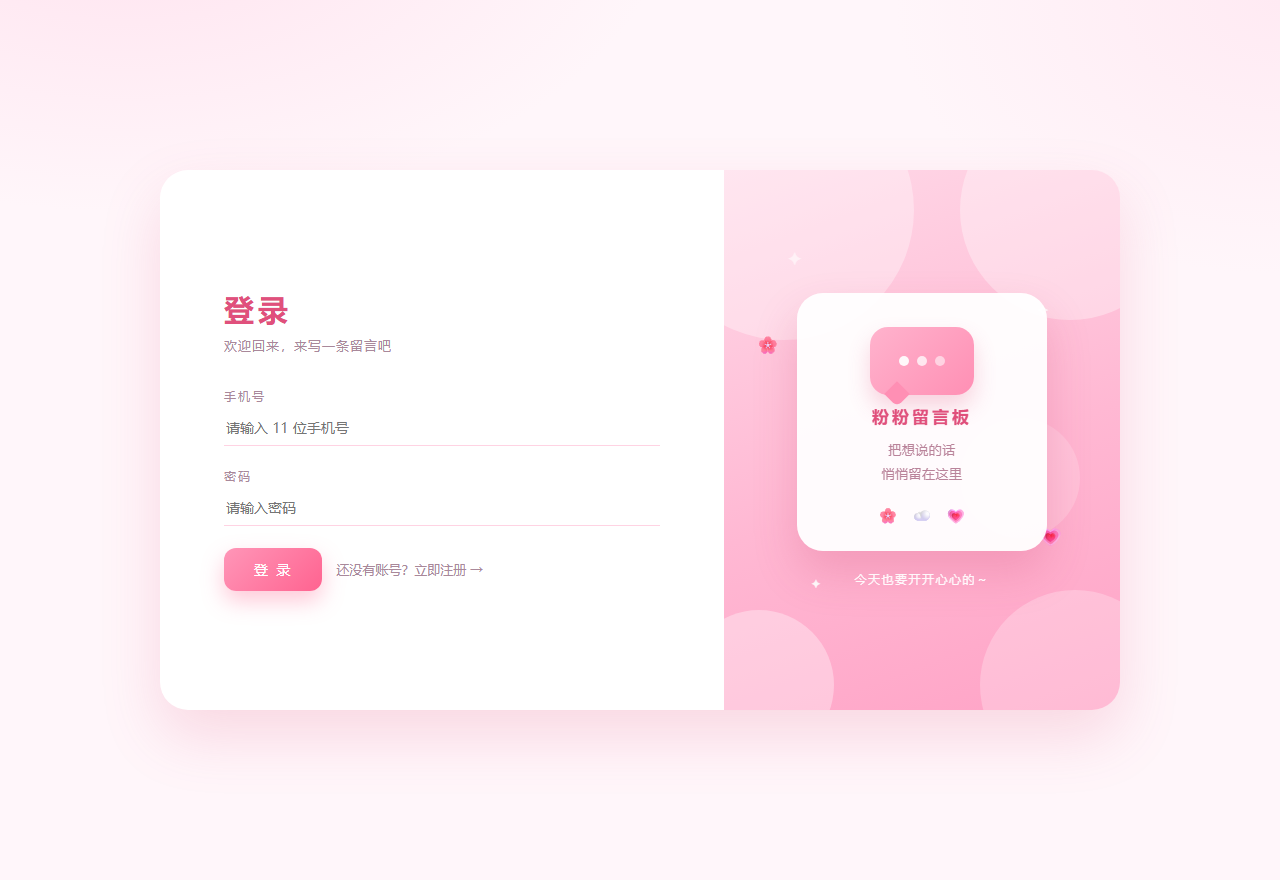 登录
欢迎回来，来写一条留言吧
手机号
请输入 11 位手机号
密码
请输入密码
登 录
还没有账号？立即注册 →
粉粉留言板
把想说的话
悄悄留在这里
今天也要开开心心的 ~